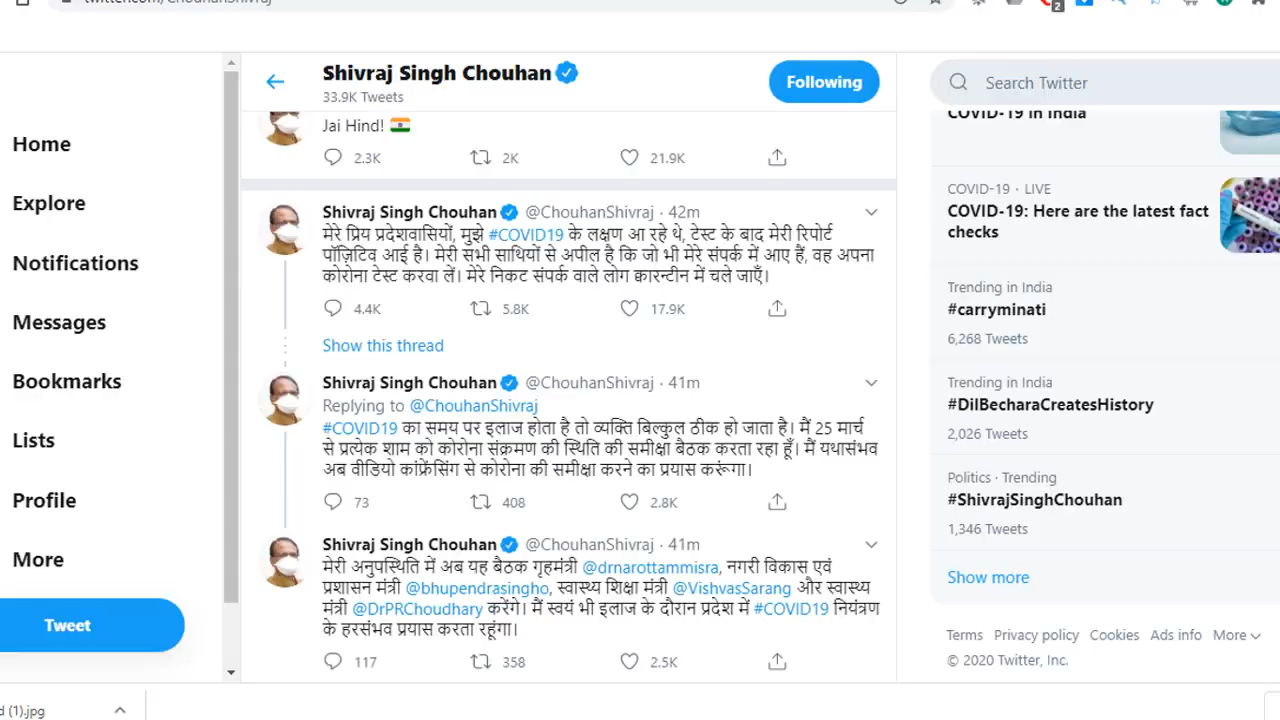 twitter.com/ChouhanShivraj
2
Home
Explore
Notifications
Messages
Bookmarks
Lists
Profile
More
Tweet
Shivraj Singh Chouhan
33.9K Tweets
Following
Jai Hind! 🇮🇳
2.3K 2K 21.9K
Shivraj Singh Chouhan @ChouhanShivraj · 42m
मेरे प्रिय प्रदेशवासियों, मुझे #COVID19 के लक्षण आ रहे थे, टेस्ट के बाद मेरी रिपोर्ट
पॉज़िटिव आई है। मेरी सभी साथियों से अपील है कि जो भी मेरे संपर्क में आए हैं, वह अपना
कोरोना टेस्ट करवा लें। मेरे निकट संपर्क वाले लोग क्वारन्टीन में चले जाएँ।
4.4K 5.8K 17.9K
Show this thread
Shivraj Singh Chouhan @ChouhanShivraj · 41m
Replying to @ChouhanShivraj
#COVID19 का समय पर इलाज होता है तो व्यक्ति बिल्कुल ठीक हो जाता है। मैं 25 मार्च
से प्रत्येक शाम को कोरोना संक्रमण की स्थिति की समीक्षा बैठक करता रहा हूँ। मैं यथासंभव
अब वीडियो कांफ्रेंसिंग से कोरोना की समीक्षा करने का प्रयास करूंगा।
73 408 2.8K
Shivraj Singh Chouhan @ChouhanShivraj · 41m
मेरी अनुपस्थिति में अब यह बैठक गृहमंत्री @drnarottammisra, नगरी विकास एवं
प्रशासन मंत्री @bhupendrasingho, स्वास्थ्य शिक्षा मंत्री @VishvasSarang और स्वास्थ्य
मंत्री @DrPRChoudhary करेंगे। मैं स्वयं भी इलाज के दौरान प्रदेश में #COVID19 नियंत्रण
के हरसंभव प्रयास करता रहूंगा।
117 358 2.5K
Search Twitter
COVID-19 in India
COVID-19 · LIVE
COVID-19: Here are the latest fact
checks
Trending in India
#carryminati
6,268 Tweets
Trending in India
#DilBecharaCreatesHistory
2,026 Tweets
Politics · Trending
#ShivrajSinghChouhan
1,346 Tweets
Show more
Terms Privacy policy Cookies Ads info More
© 2020 Twitter, Inc.
d (1).jpg